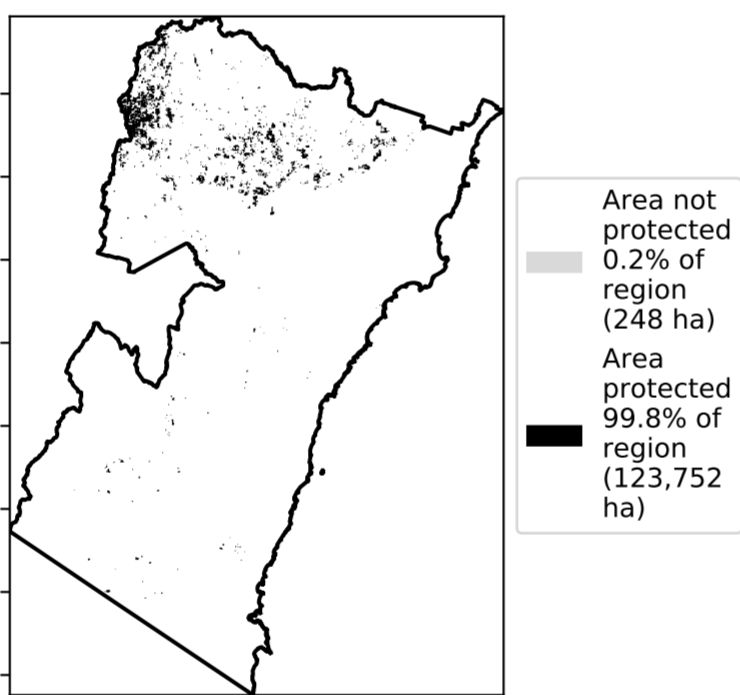 Area not
protected
0.2% of
region
(248 ha)
Area
protected
99.8% of
region
(123,752
ha)